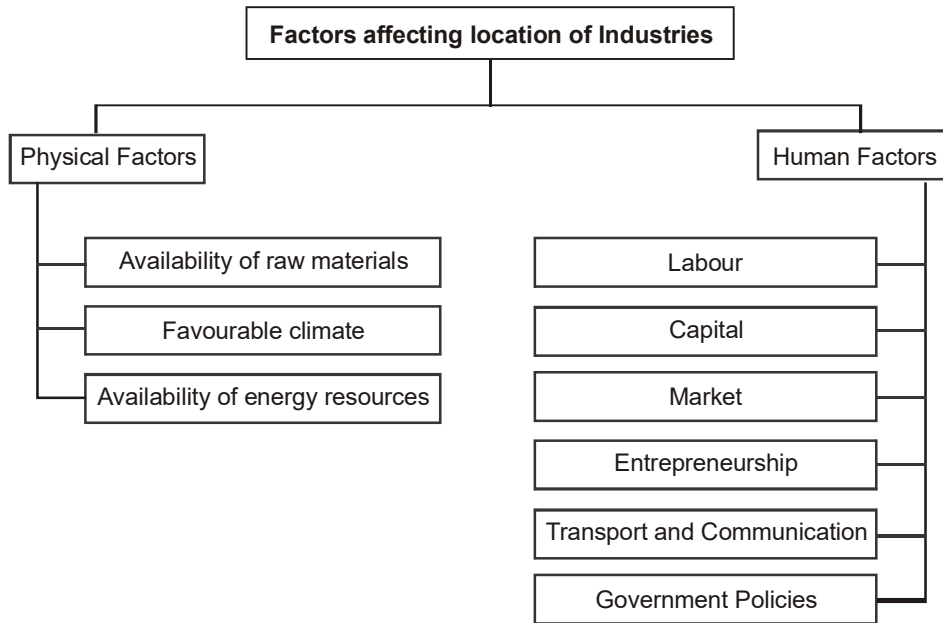 Factors affecting location of Industries
Physical Factors
Human Factors
Availability of raw materials
Favourable climate
Availability of energy resources
Labour
Capital
Market
Entrepreneurship
Transport and Communication
Government Policies